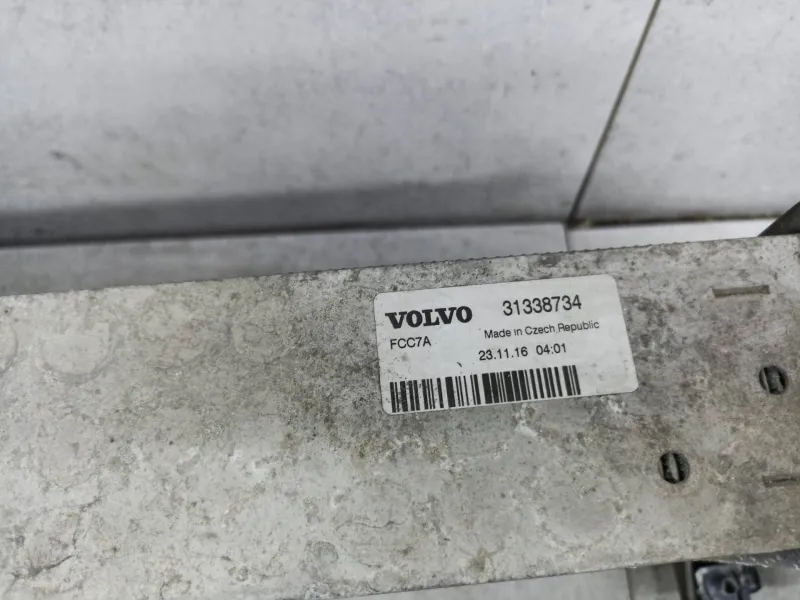 VOLVO 31338734
FCC7A Made in Czech Republic
23.11.16 04:01